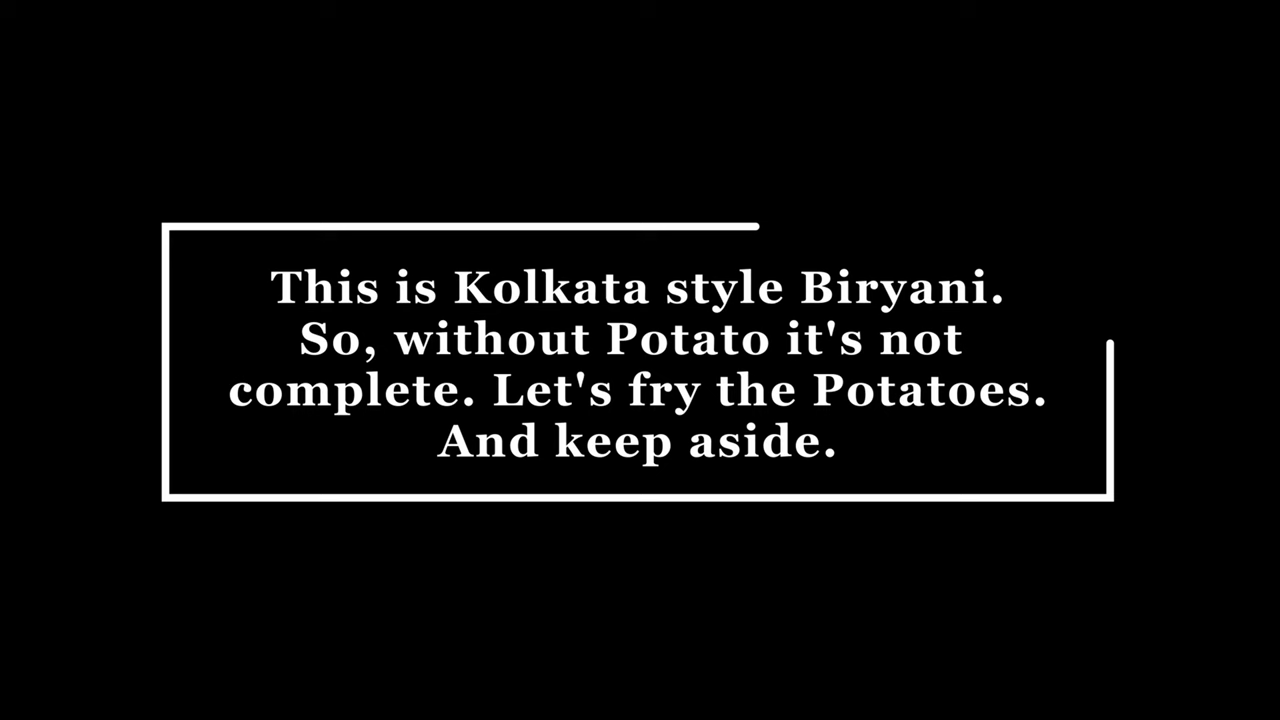 This is Kolkata style Biryani.
So, without Potato it's not
complete. Let's fry the Potatoes.
And keep aside.